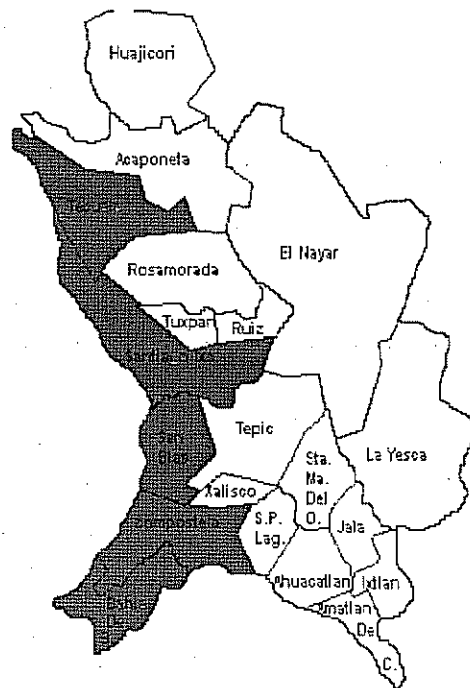 Huajicori
Acaponeta
El Nayar
Rosamorada
Tuxpan
Ruiz
Tepic
La Yesca
Sta.
Ma.
Del
O.
Xalisco
S.P.
Lag.
Jala
Ixtlan
Ahuacatlan
Amatlan
De
C.